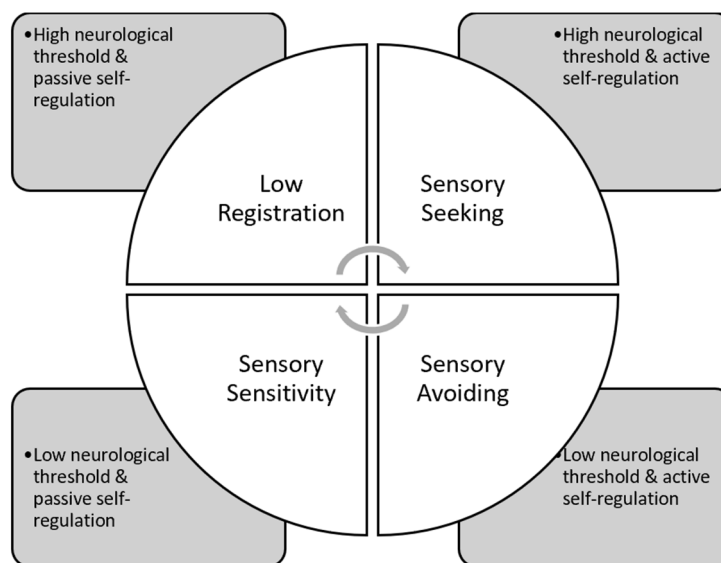 •High neurological
threshold &
passive self-
regulation
•High neurological
threshold & active
self-regulation
Low
Registration
Sensory
Seeking
Sensory
Sensitivity
Sensory
Avoiding
•Low neurological
threshold &
passive self-
regulation
•Low neurological
threshold & active
self-regulation